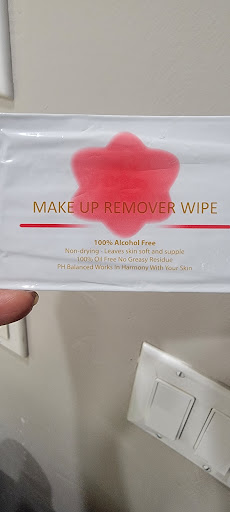 MAKE UP REMOVER WIPE
100% Alcohol Free
Non-drying - Leaves skin soft and supple
100% Oil Free No Greasy Residue
PH Balanced Works in Harmony With Your Skin